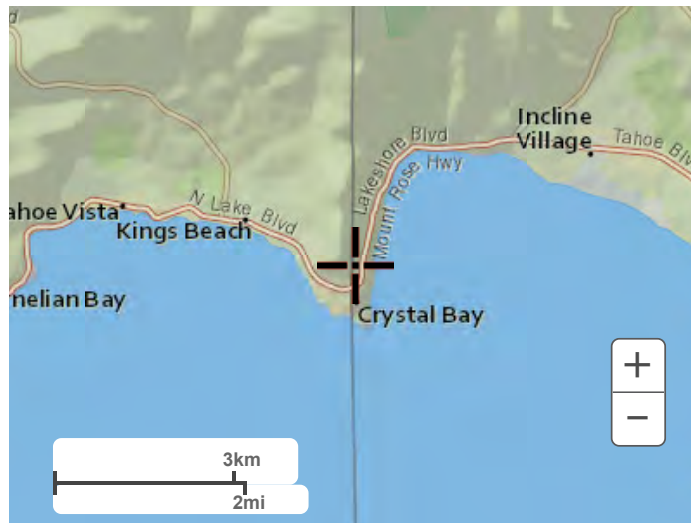 d
Incline
Village
Tahoe Blv
Lakeshore Blvd
Mount Rose Hwy
ahoe Vista
N Lake Blvd
Kings Beach
nelian Bay
Crystal Bay
+
−
3km
2mi